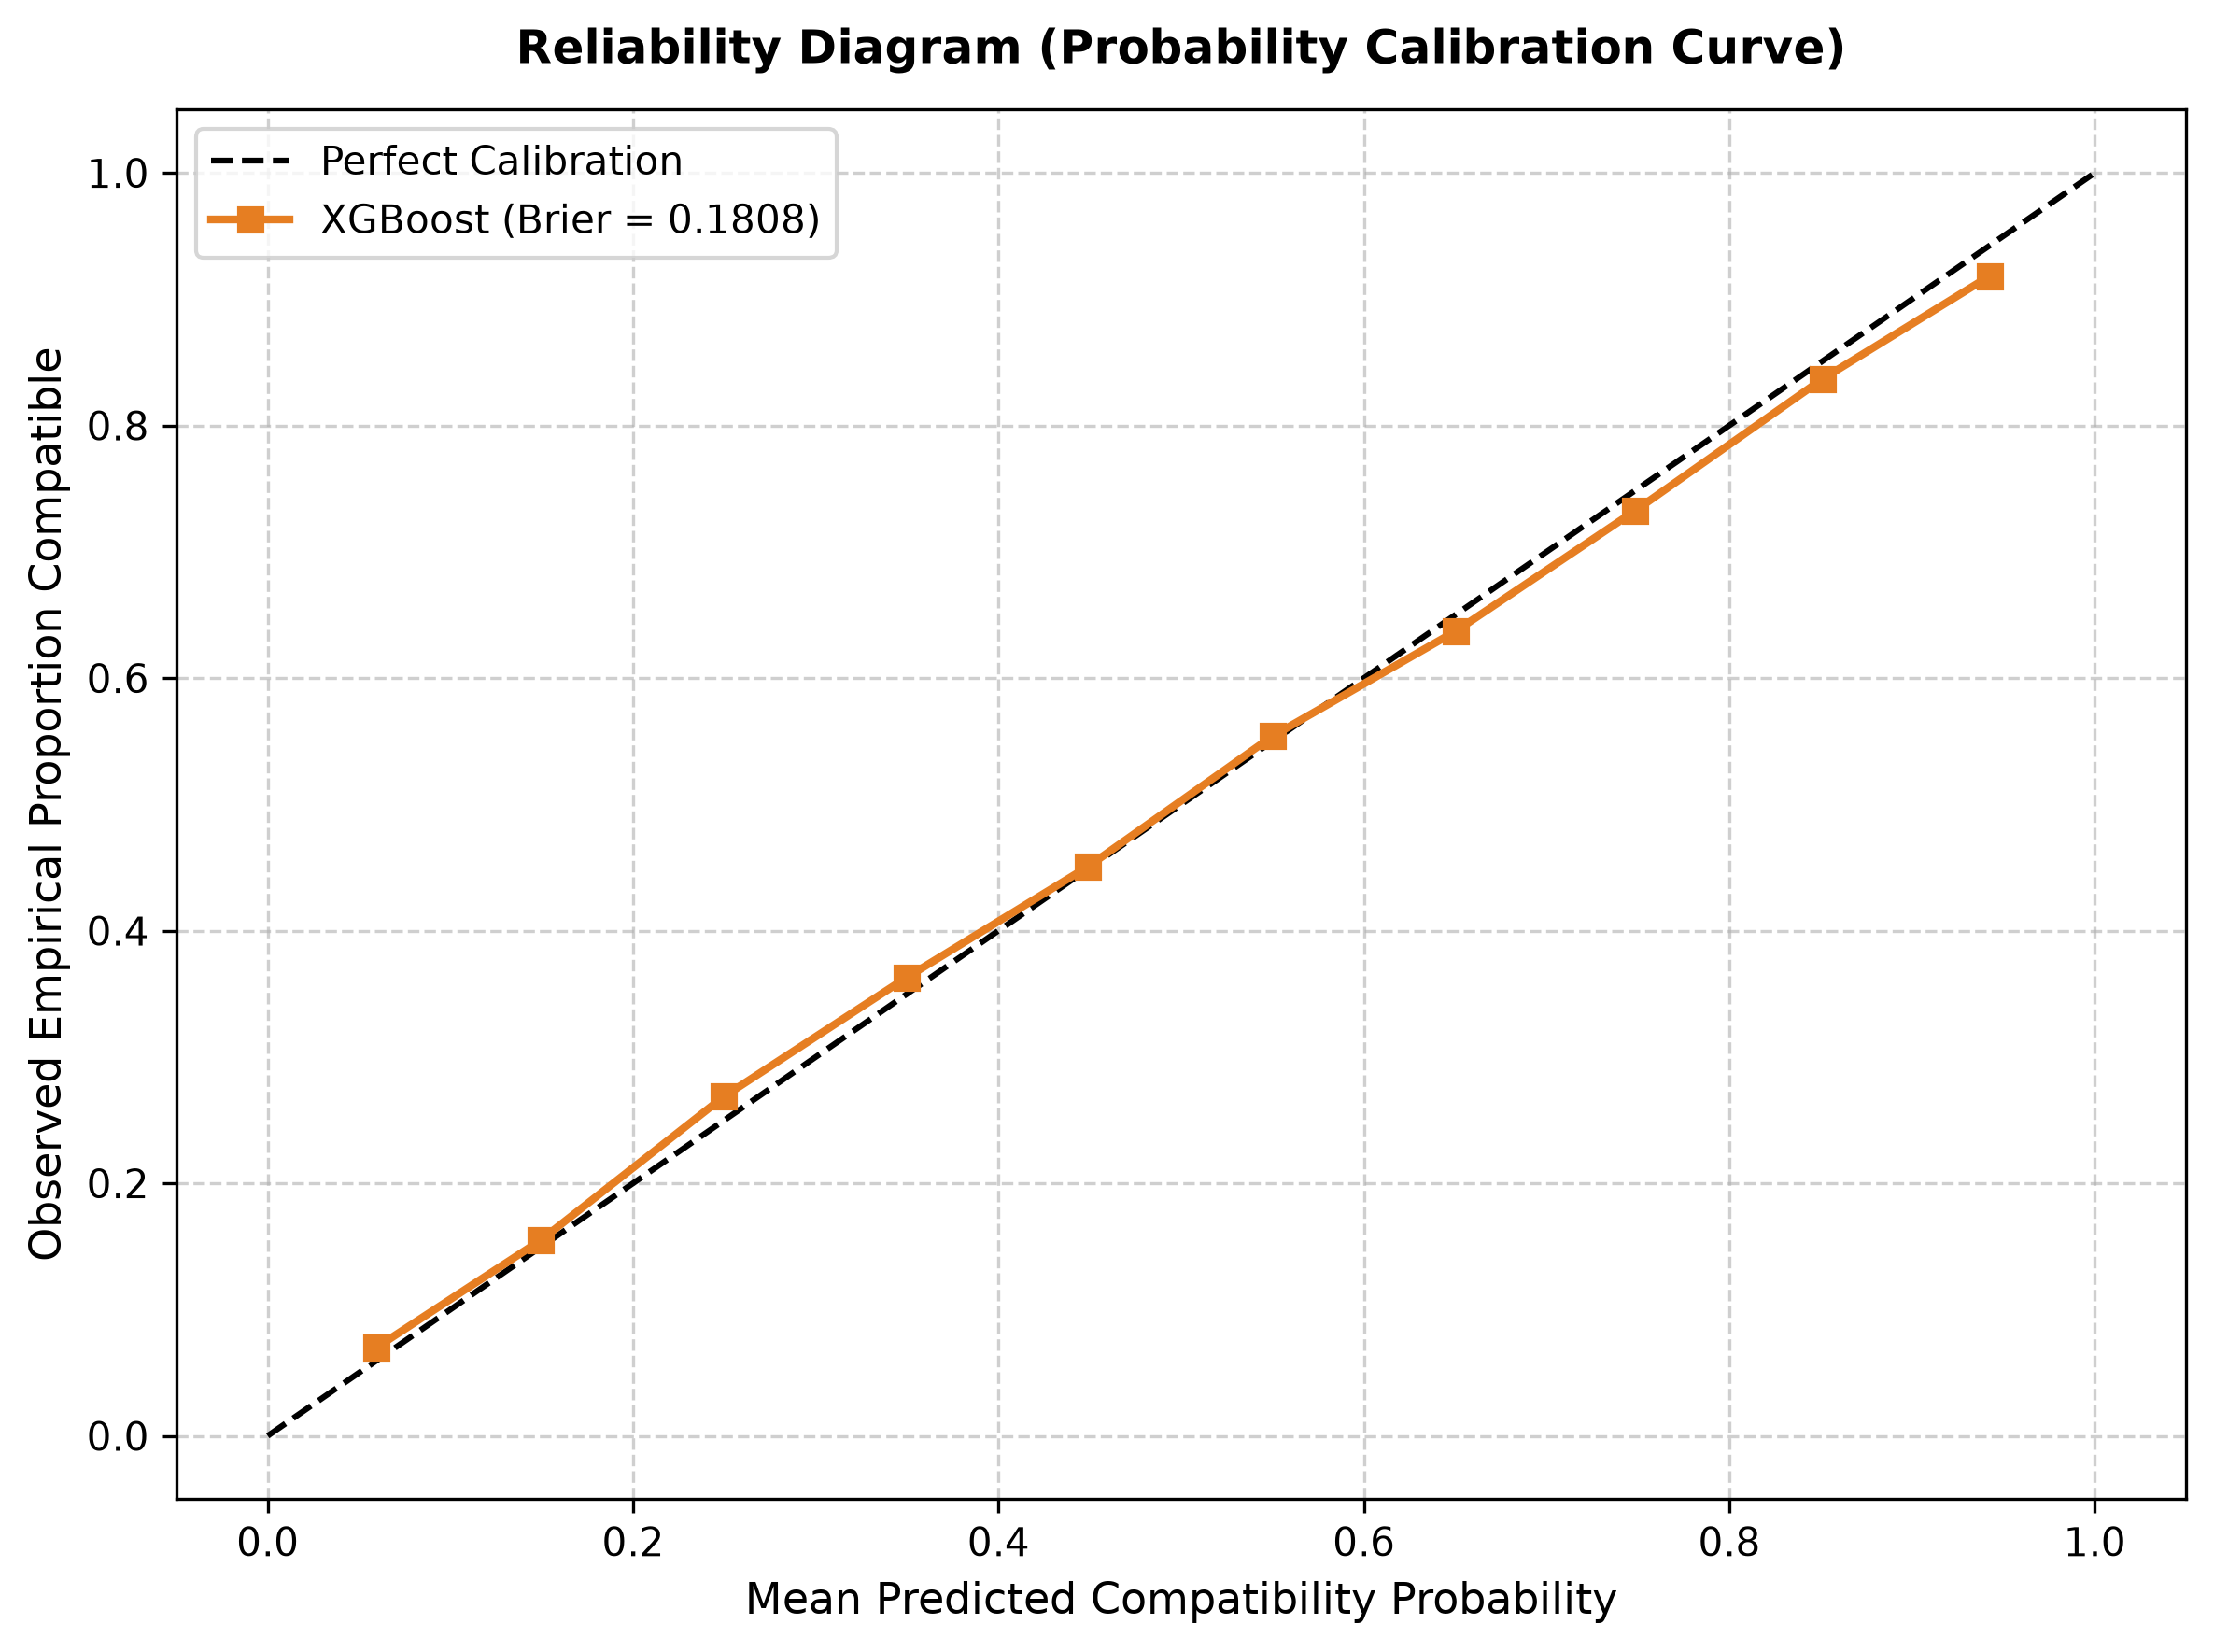 Reliability Diagram (Probability Calibration Curve)
Perfect Calibration
XGBoost (Brier = 0.1808)
Observed Empirical Proportion Compatible
1.0
0.8
0.6
0.4
0.2
0.0
0.0 0.2 0.4 0.6 0.8 1.0
Mean Predicted Compatibility Probability